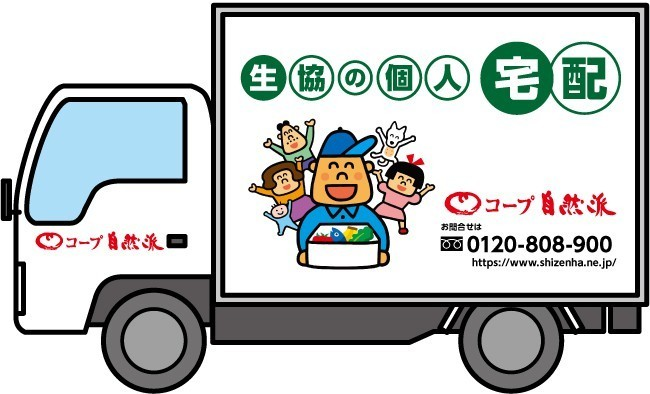 生協の個人宅配
コープ自然派
お問合せは
0120-808-900
https://www.shizenha.ne.jp/
コープ自然派